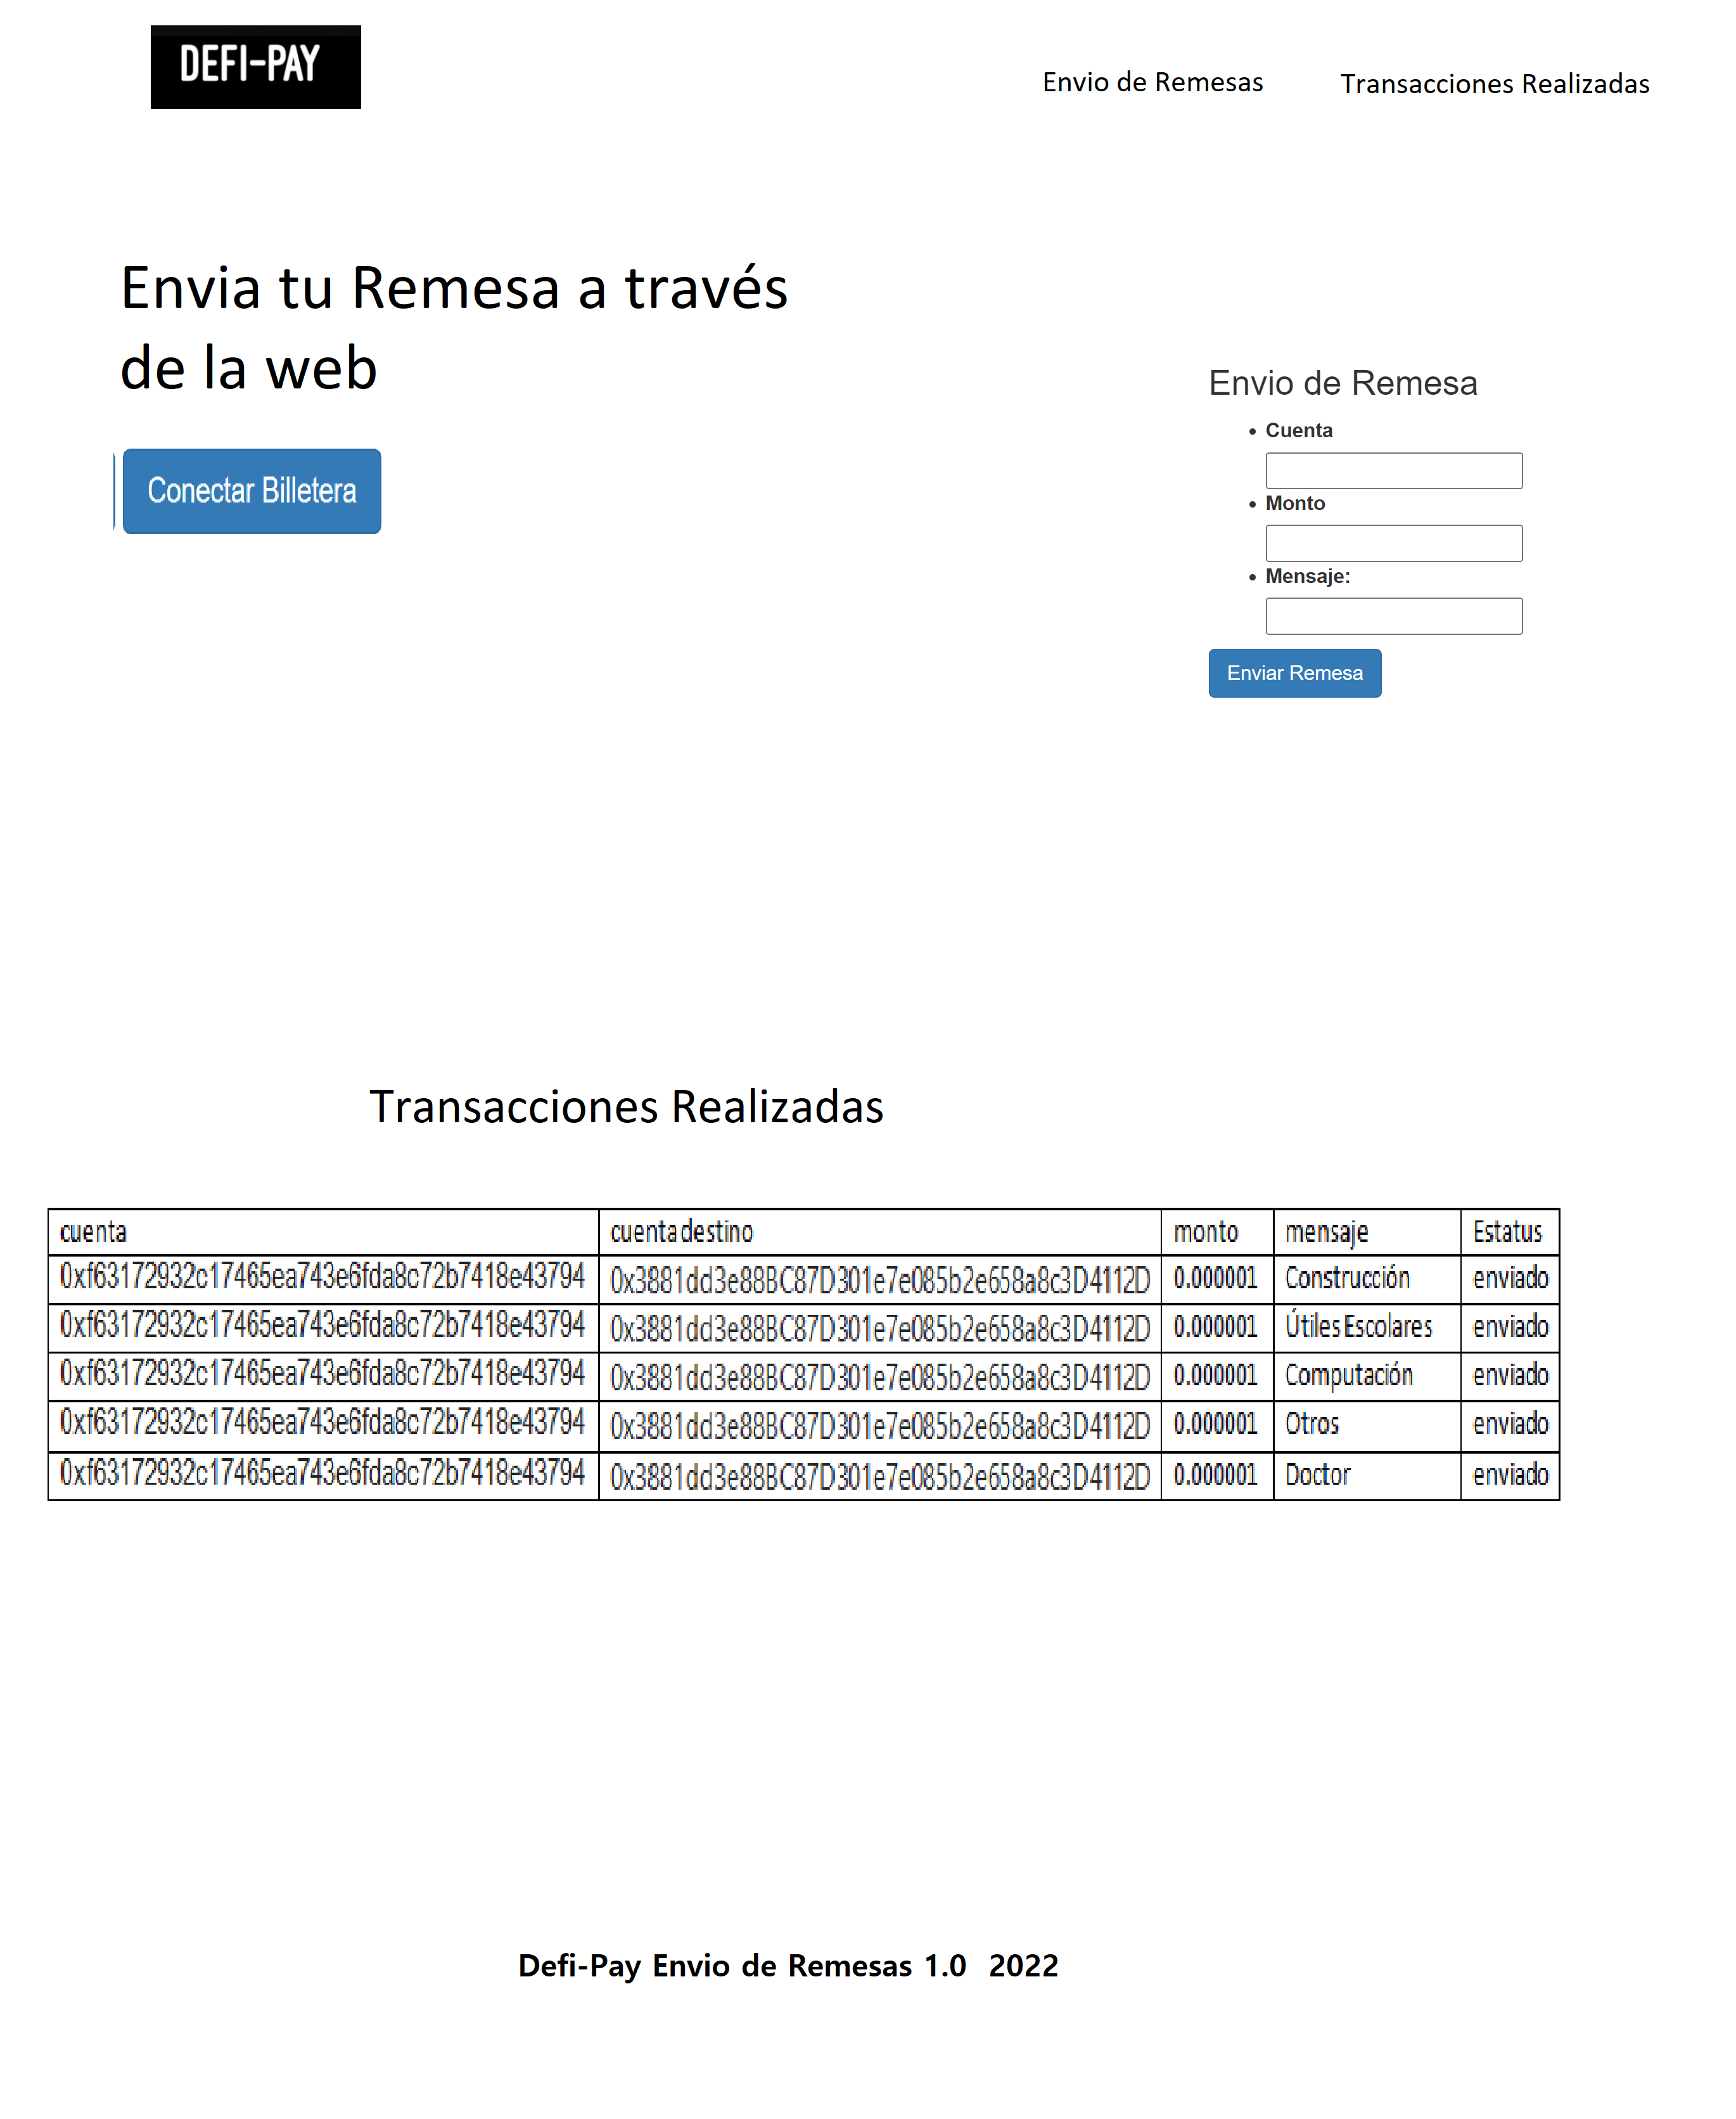 DEFI-PAY
Envio de Remesas
Transacciones Realizadas
Envia tu Remesa a través
de la web
Conectar Billetera
Envio de Remesa
• Cuenta
• Monto
• Mensaje:
Enviar Remesa
Transacciones Realizadas
cuenta cuenta destino monto mensaje Estatus
0xf63172932c17465ea743e6fda8c72b7418e43794 0x3881dd3e88BC87D301e7e085b2e658a8c3D4112D 0.000001 Construcción enviado
0xf63172932c17465ea743e6fda8c72b7418e43794 0x3881dd3e88BC87D301e7e085b2e658a8c3D4112D 0.000001 Útiles Escolares enviado
0xf63172932c17465ea743e6fda8c72b7418e43794 0x3881dd3e88BC87D301e7e085b2e658a8c3D4112D 0.000001 Computación enviado
0xf63172932c17465ea743e6fda8c72b7418e43794 0x3881dd3e88BC87D301e7e085b2e658a8c3D4112D 0.000001 Otros enviado
0xf63172932c17465ea743e6fda8c72b7418e43794 0x3881dd3e88BC87D301e7e085b2e658a8c3D4112D 0.000001 Doctor enviado
Defi-Pay Envio de Remesas 1.0 2022